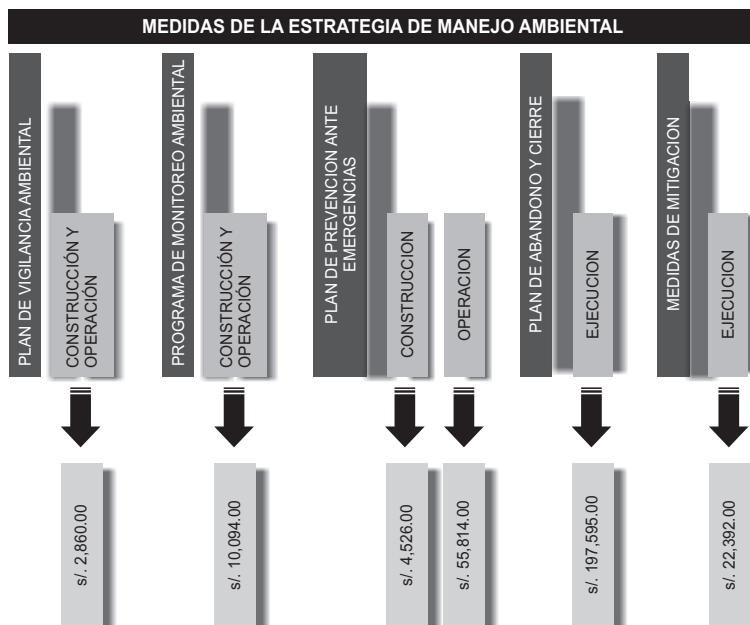 MEDIDAS DE LA ESTRATEGIA DE MANEJO AMBIENTAL
PLAN DE VIGILANCIA AMBIENTAL
CONSTRUCCIÓN Y
OPERACIÓN
s/. 2,860.00
PROGRAMA DE MONITOREO AMBIENTAL
CONSTRUCCIÓN Y
OPERACIÓN
s/. 10,094.00
PLAN DE PREVENCION ANTE
EMERGENCIAS
CONSTRUCCION
s/. 4,526.00
OPERACION
s/. 55,814.00
PLAN DE ABANDONO Y CIERRE
EJECUCION
s/. 197,595.00
MEDIDAS DE MITIGACION
EJECUCION
s/. 22,392.00